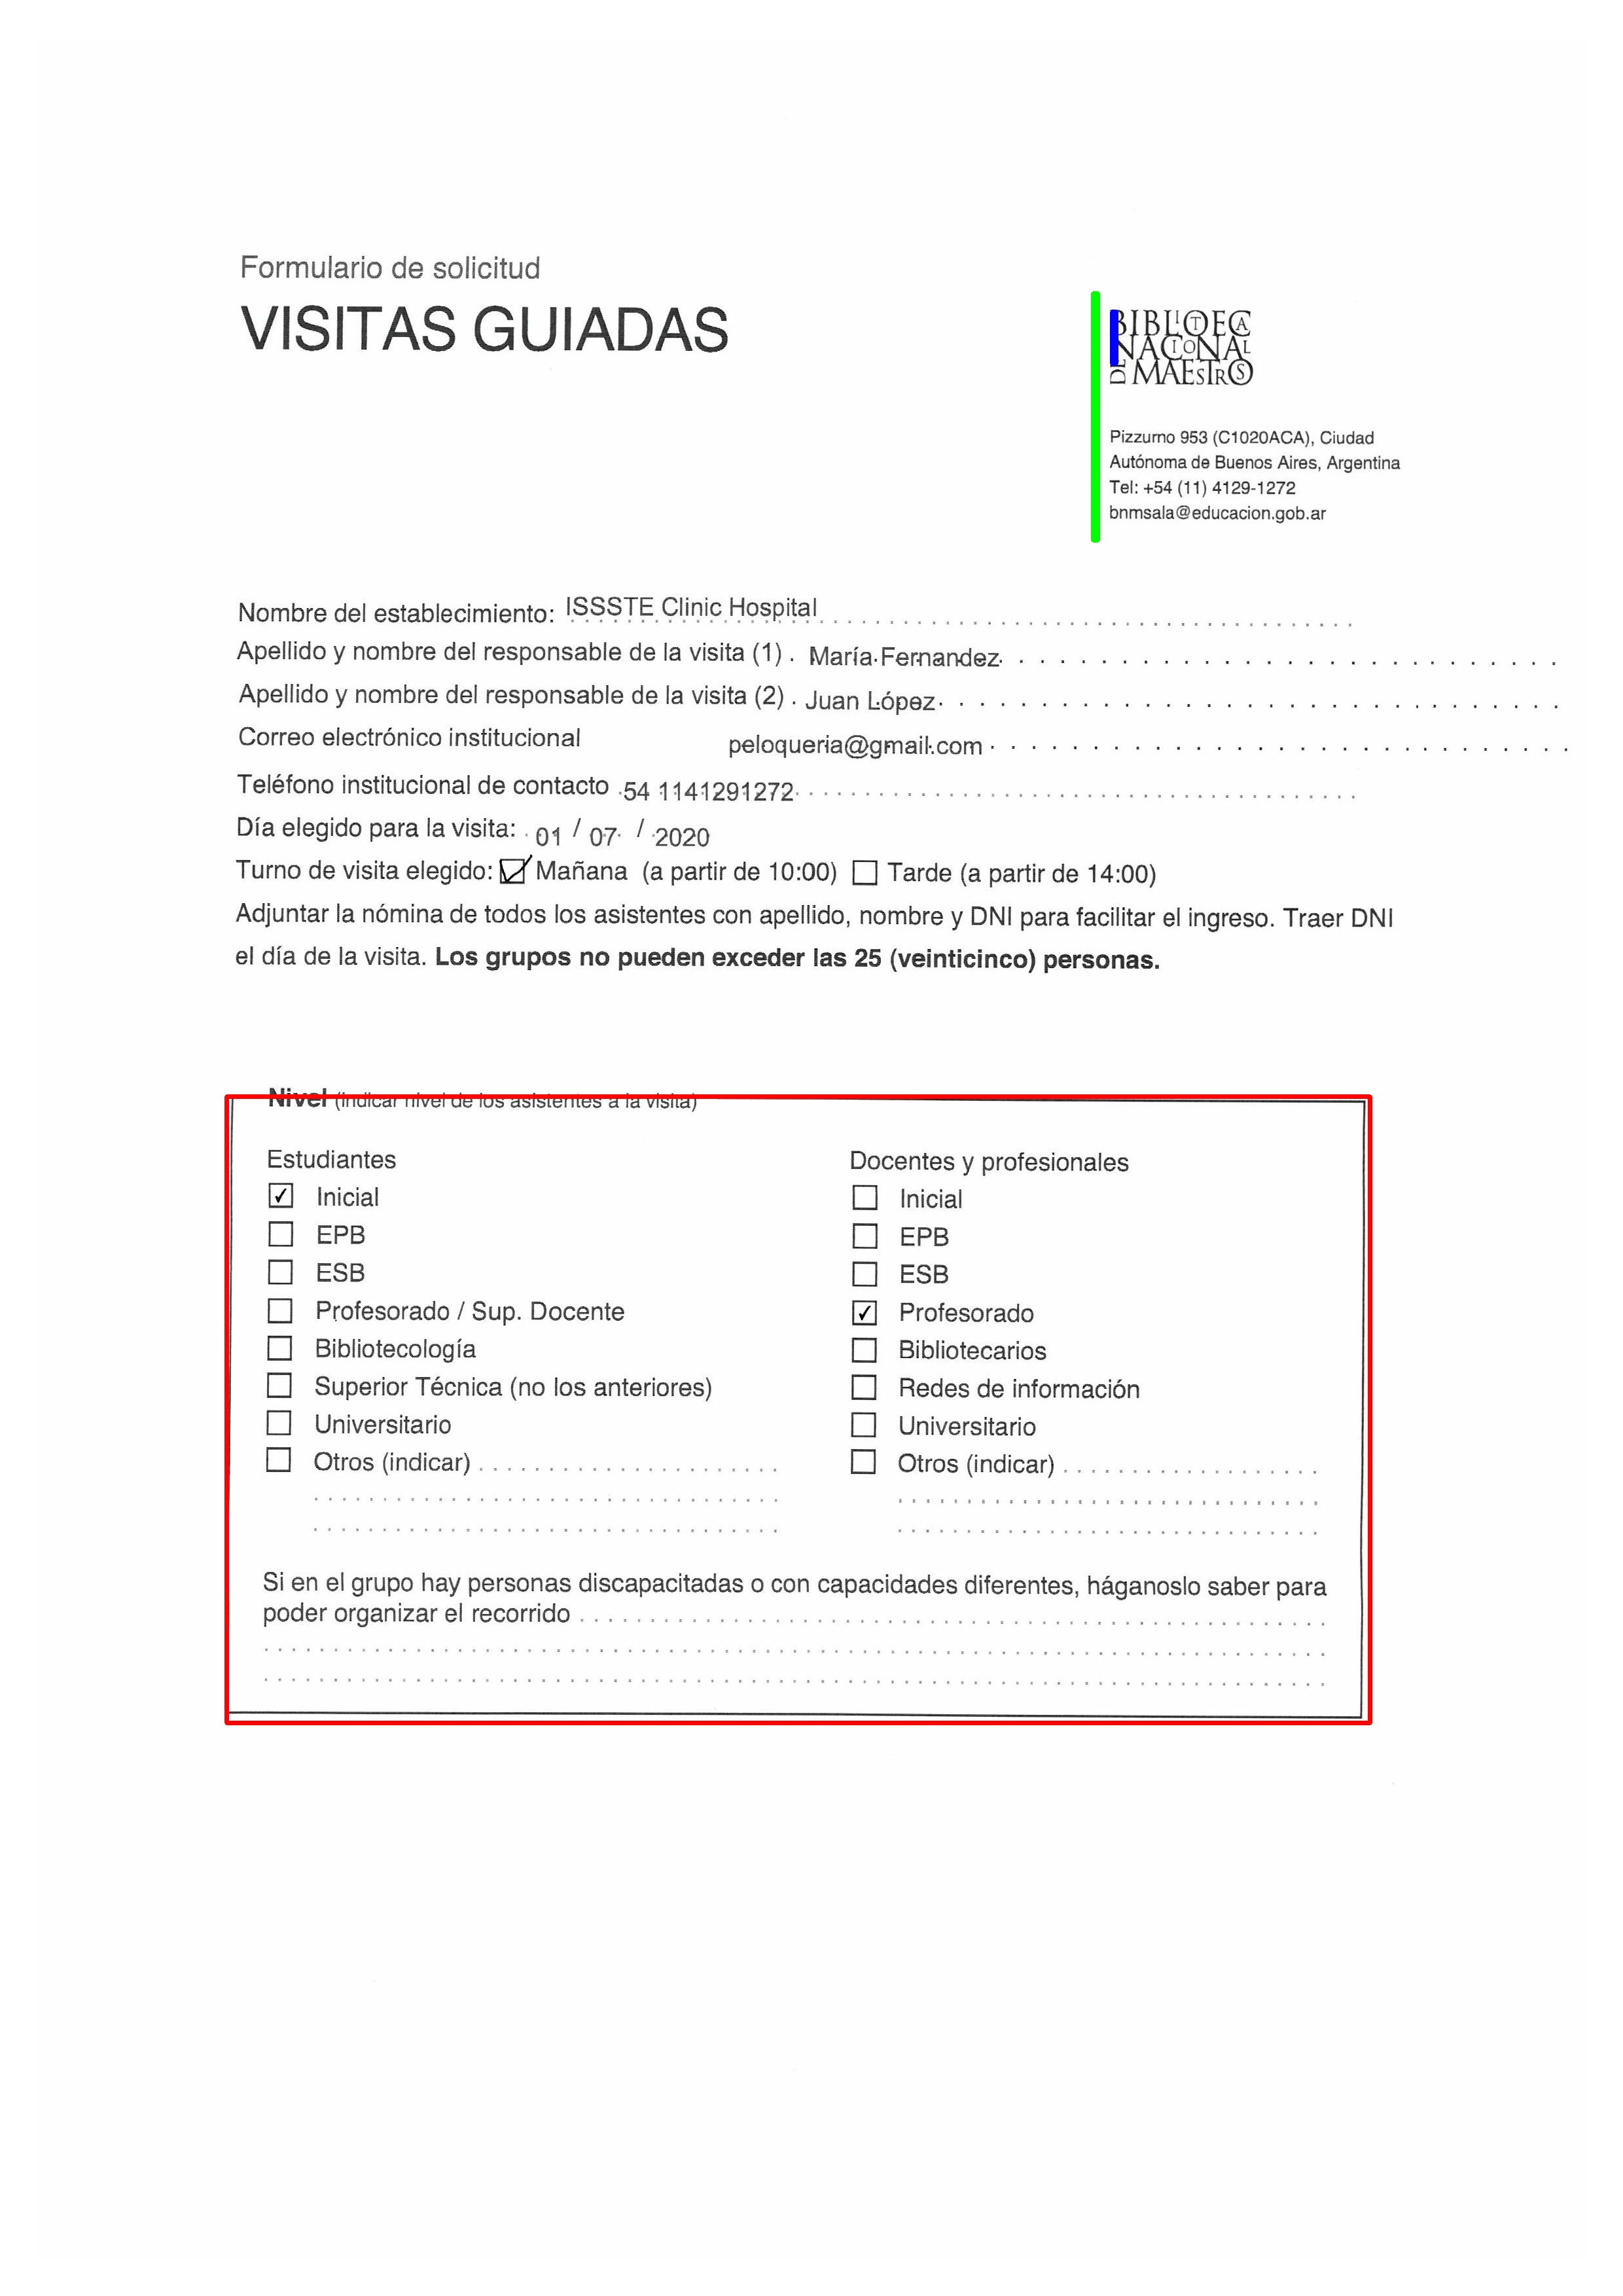 Formulario de solicitud
VISITAS GUIADAS
BIBLIOTECA
NACIONAL
DE MAESTROS
Pizzurno 953 (C1020ACA), Ciudad
Autónoma de Buenos Aires, Argentina
Tel: +54 (11) 4129-1272
bnmsala@educacion.gob.ar
Nombre del establecimiento: ISSSTE Clinic Hospital
Apellido y nombre del responsable de la visita (1) . María Fernandez
Apellido y nombre del responsable de la visita (2) . Juan López
Correo electrónico institucional peloqueria@gmail.com
Teléfono institucional de contacto 54 1141291272
Día elegido para la visita: 01 / 07 / 2020
Turno de visita elegido: Mañana (a partir de 10:00) Tarde (a partir de 14:00)
Adjuntar la nómina de todos los asistentes con apellido, nombre y DNI para facilitar el ingreso. Traer DNI
el día de la visita. Los grupos no pueden exceder las 25 (veinticinco) personas.
Nivel (indicar nivel de los asistentes a la visita)
Estudiantes
Inicial
EPB
ESB
Profesorado / Sup. Docente
Bibliotecología
Superior Técnica (no los anteriores)
Universitario
Otros (indicar)
Docentes y profesionales
Inicial
EPB
ESB
Profesorado
Bibliotecarios
Redes de información
Universitario
Otros (indicar)
Si en el grupo hay personas discapacitadas o con capacidades diferentes, háganoslo saber para
poder organizar el recorrido